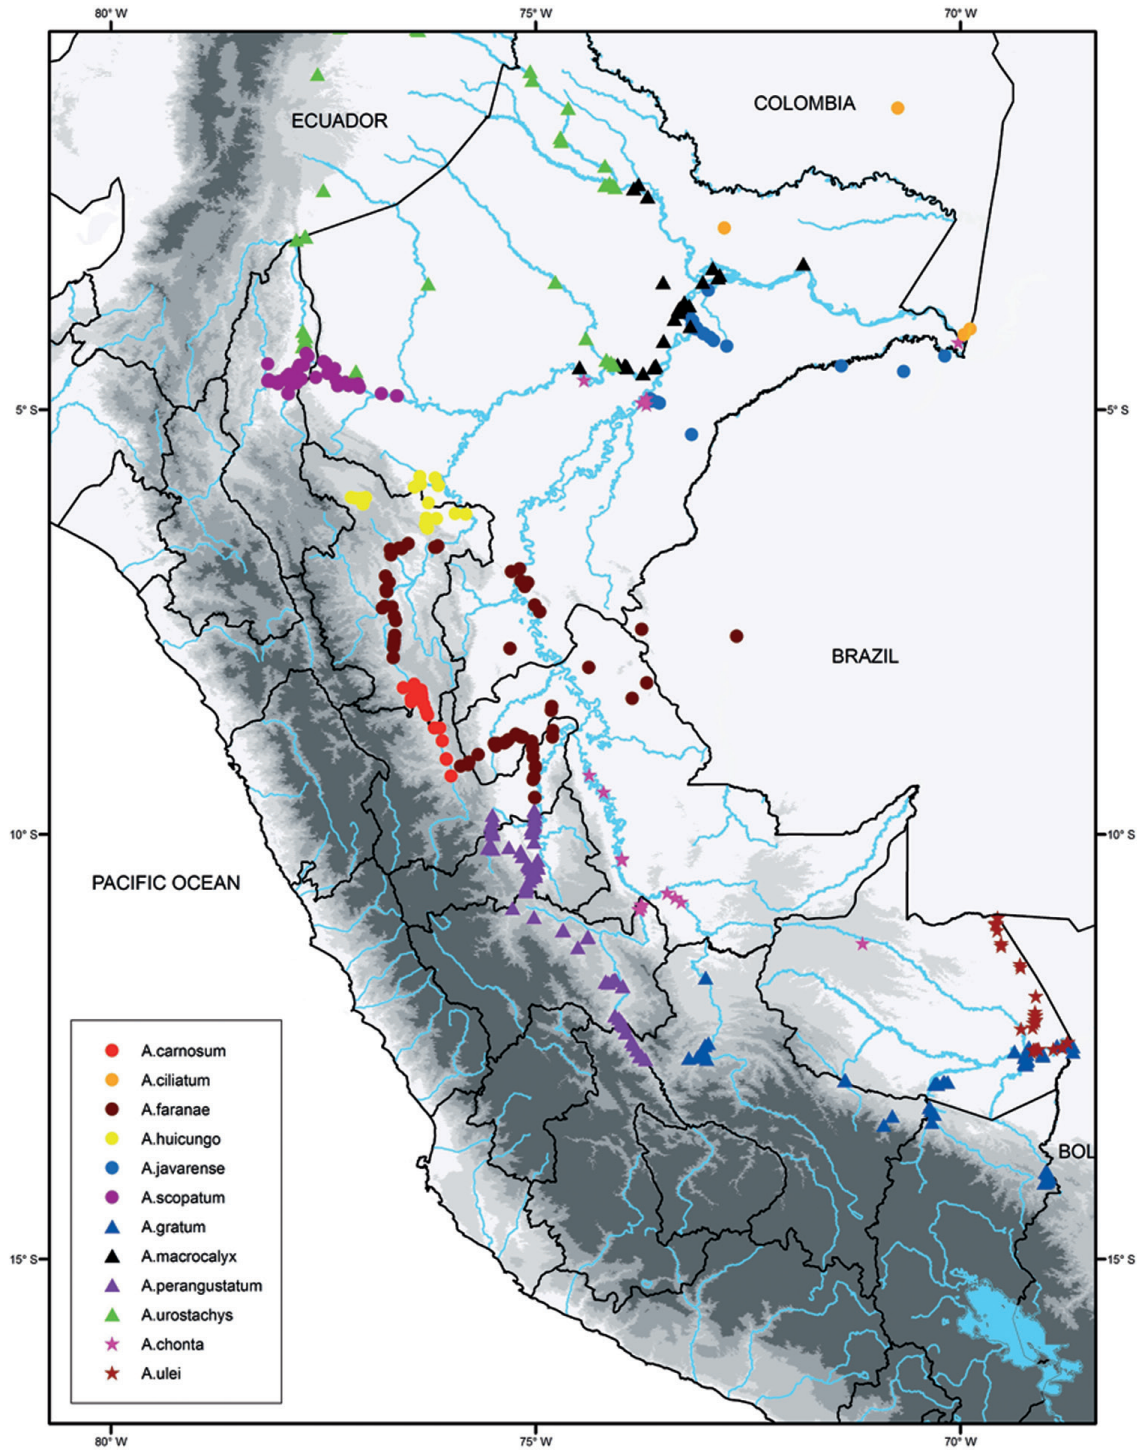 80° W 75° W 70° W
COLOMBIA
ECUADOR
5° S 5° S
BRAZIL
10° S 10° S
PACIFIC OCEAN
A.carnosum
A.ciliatum
A.faranae
A.huicungo
A.javarense
BOL
A.scopatum
A.gratum
A.macrocalyx
15° S 15° S
A.perangustatum
A.urostachys
A.chonta
A.ulei
80° W 75° W 70° W